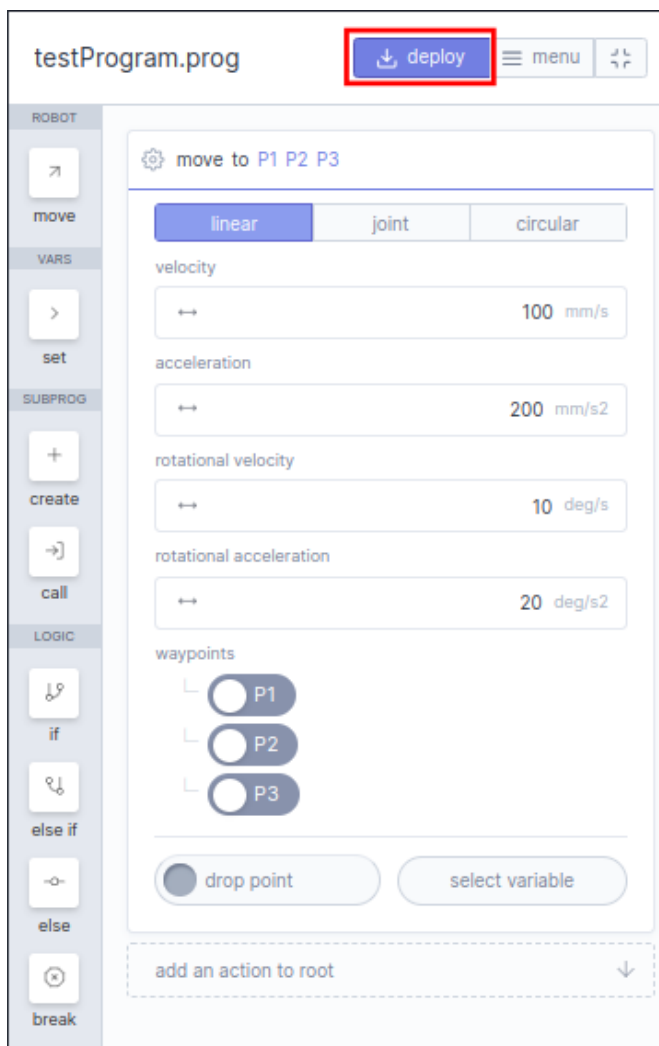 testProgram.prog
deploy
menu
ROBOT
move
VARS
set
SUBPROG
create
call
LOGIC
if
else if
else
break
move to P1 P2 P3
linear joint circular
velocity
100 mm/s
acceleration
200 mm/s2
rotational velocity
10 deg/s
rotational acceleration
20 deg/s2
waypoints
P1
P2
P3
drop point select variable
add an action to root